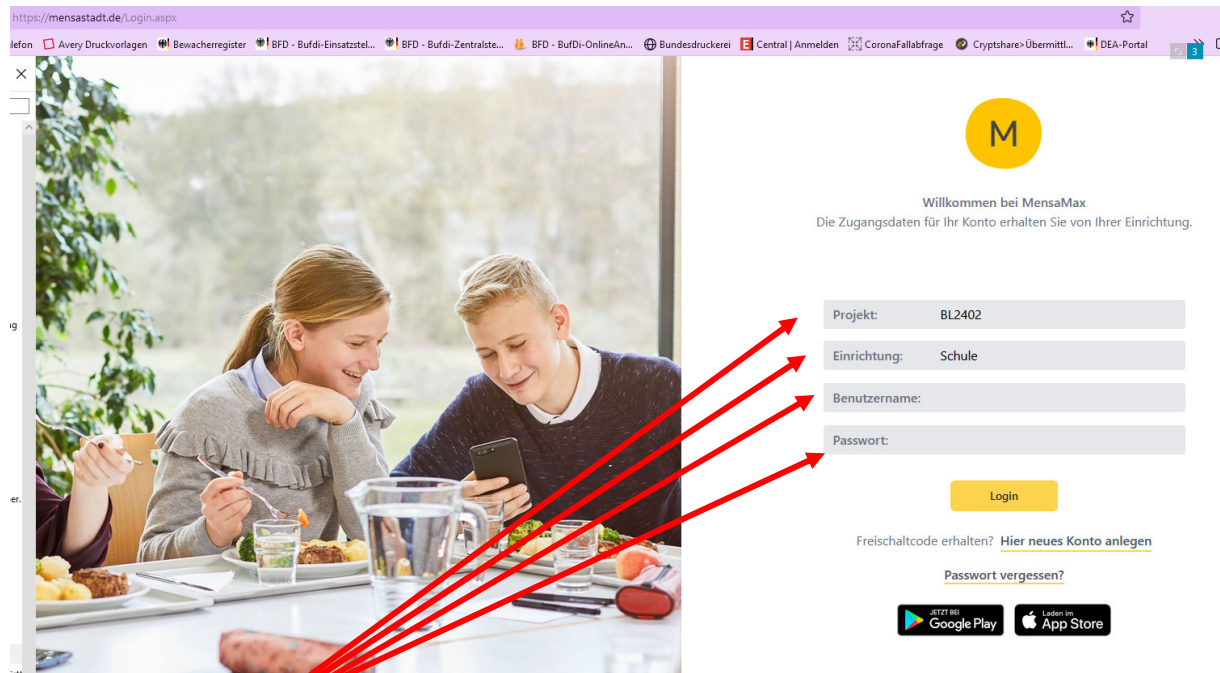 https://mensastadt.de/Login.aspx
lefon Avery Druckvorlagen Bewacherregister BFD - Bufdi-Einsatzstel... BFD - Bufdi-Zentralste... BFD - BufDi-OnlineAn... Bundesdruckerei Central | Anmelden CoronaFallabfrage Cryptshare>Übermittl... DEA-Portal
3
M
Willkommen bei MensaMax
Die Zugangsdaten für Ihr Konto erhalten Sie von Ihrer Einrichtung.
Projekt: BL2402
ng
Einrichtung: Schule
Benutzername:
Passwort:
er.
Login
Freischaltcode erhalten? Hier neues Konto anlegen
Passwort vergessen?
JETZT BEI Laden im
Google Play App Store